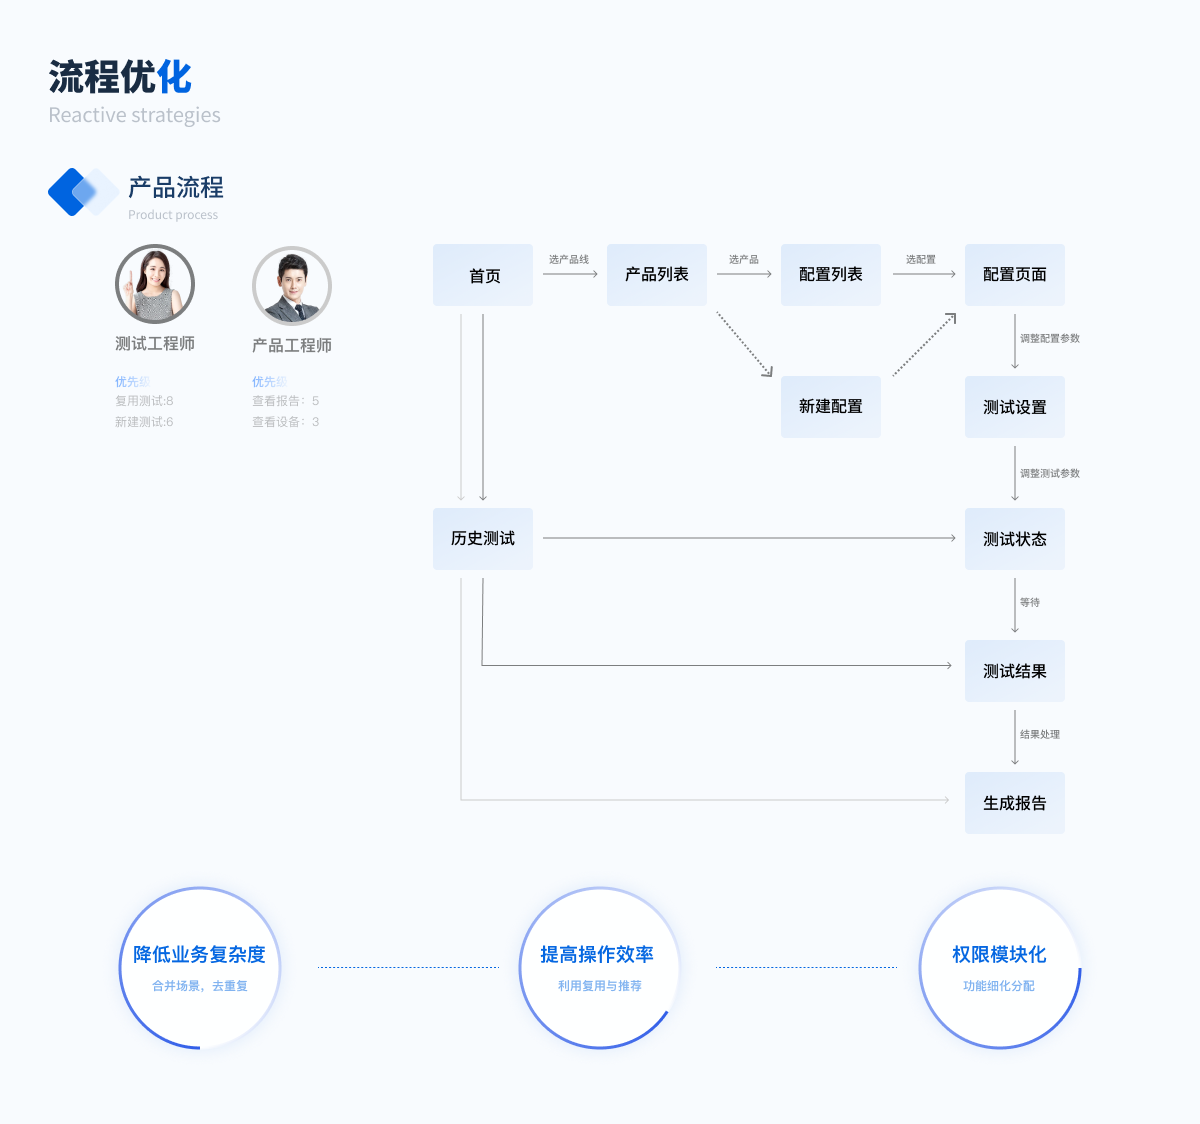 流程优化
Reactive strategies
产品流程
Product process
测试工程师
产品工程师
优先级
复用测试:8
新建测试:6
优先级
查看报告：5
查看设备：3
首页
选产品线
产品列表
选产品
配置列表
选配置
配置页面
调整配置参数
新建配置
测试设置
调整测试参数
历史测试
测试状态
等待
测试结果
结果处理
生成报告
降低业务复杂度
合并场景，去重复
提高操作效率
利用复用与推荐
权限模块化
功能细化分配